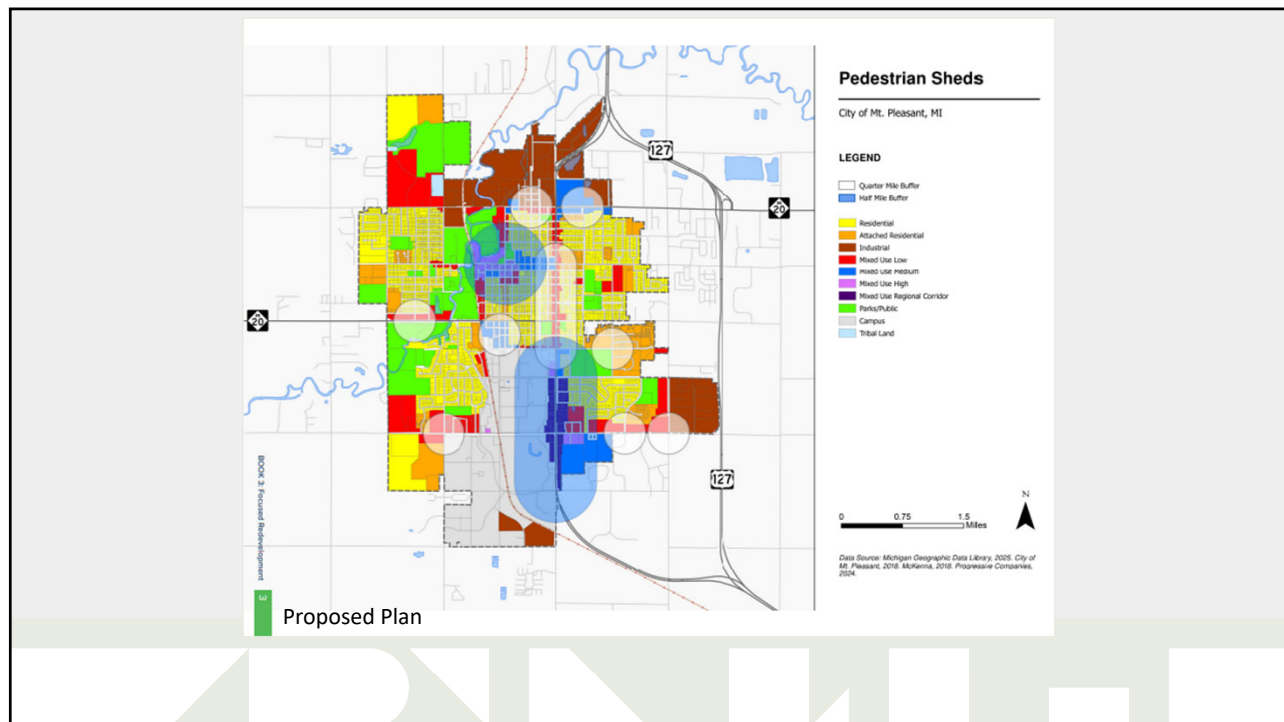 Pedestrian Sheds
City of Mt. Pleasant, MI
LEGEND
Quarter Mile Buffer
Half Mile Buffer
Residential
Attached Residential
Industrial
Mixed Use Low
Mixed Use Medium
Mixed Use High
Mixed Use Regional Corridor
Parks/Public
Campus
Tribal Land
127
20
20
127
N
0 0.75 1.5
Miles
Data Source: Michigan Geographic Data Library, 2025. City of
Mt. Pleasant, 2018. McKenna, 2018. Progressive Companies,
2024.
BOOK 3: Focused Redevelopment
3
Proposed Plan